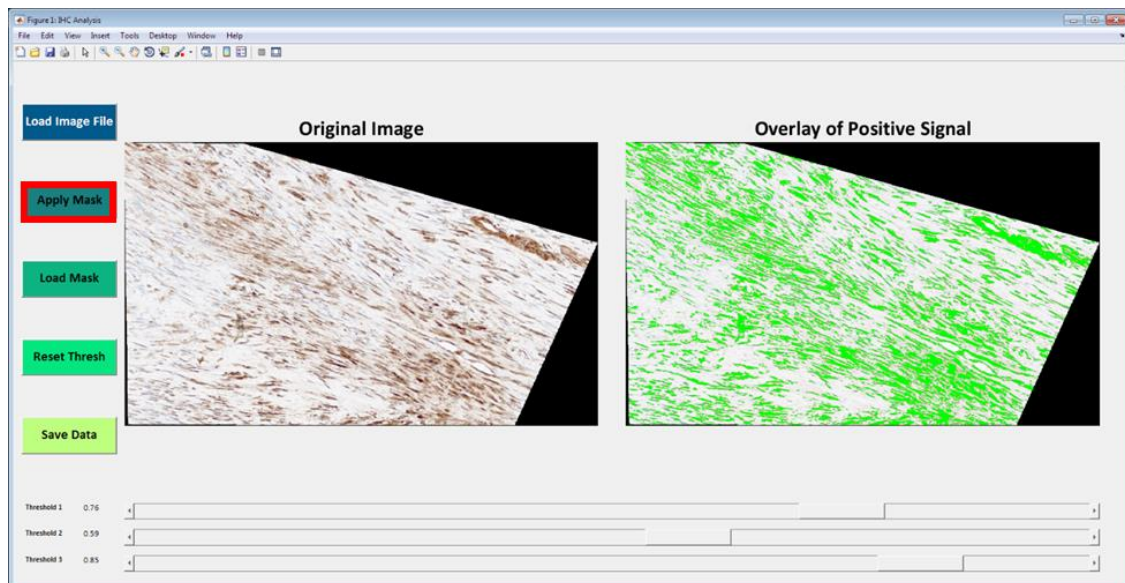 Figure 1: IHC Analysis
File Edit View Insert Tools Desktop Window Help
Load Image File
Original Image
Overlay of Positive Signal
Apply Mask
Load Mask
Reset Thresh
Save Data
Threshold 1 0.76
Threshold 2 0.59
Threshold 3 0.85